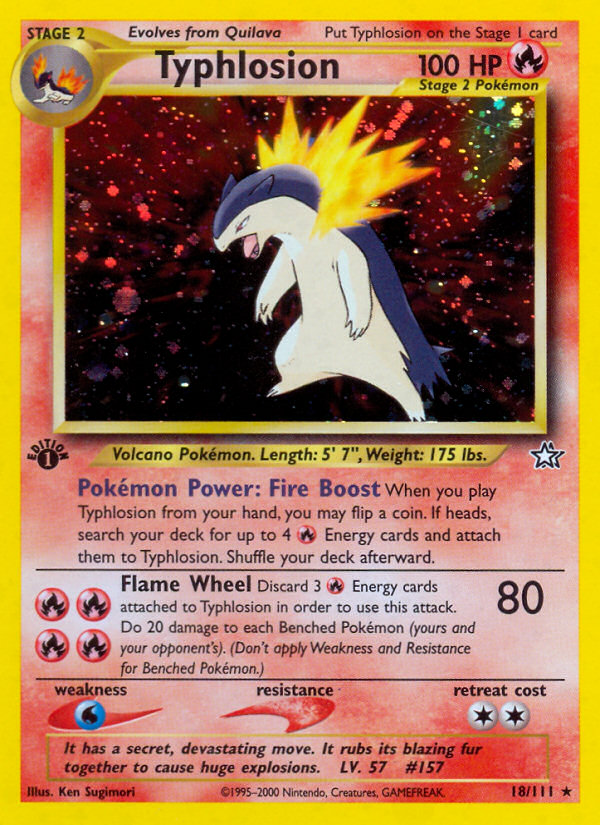 STAGE 2 Evolves from Quilava Put Typhlosion on the Stage 1 card
Typhlosion 100 HP
Stage 2 Pokémon
EDITION
1
Volcano Pokémon. Length: 5' 7", Weight: 175 lbs.
Pokémon Power: Fire Boost When you play
Typhlosion from your hand, you may flip a coin. If heads,
search your deck for up to 4 Energy cards and attach
them to Typhlosion. Shuffle your deck afterward.
Flame Wheel Discard 3 Energy cards
attached to Typhlosion in order to use this attack.
Do 20 damage to each Benched Pokémon (yours and
your opponent's). (Don't apply Weakness and Resistance
for Benched Pokémon.)
80
weakness resistance retreat cost
It has a secret, devastating move. It rubs its blazing fur
together to cause huge explosions. LV. 57 #157
Illus. Ken Sugimori ©1995-2000 Nintendo, Creatures, GAMEFREAK. 18/111 ★